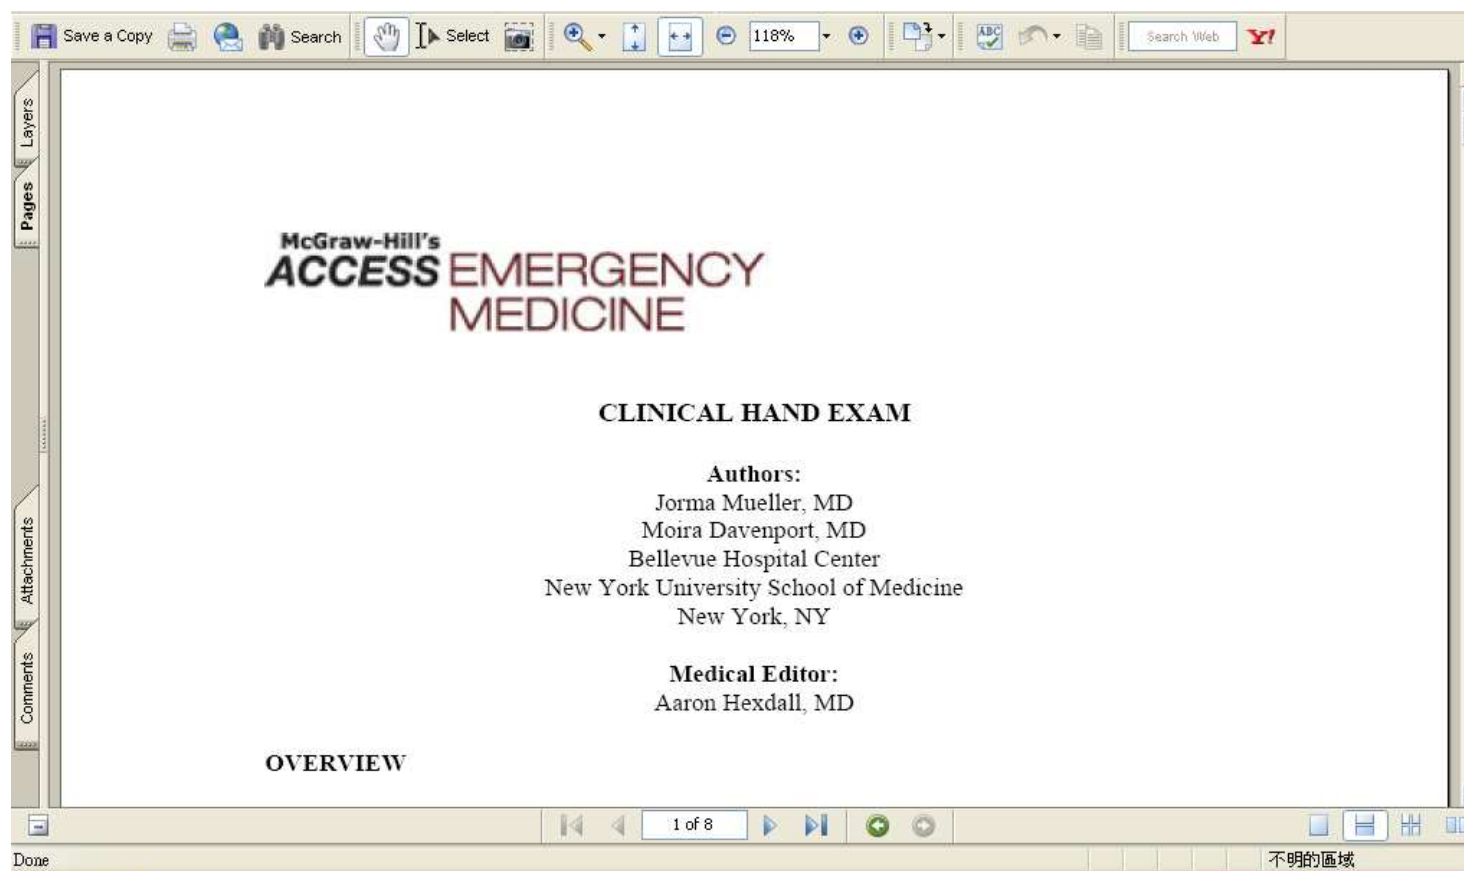 Save a Copy Search Select 118% ABC Search Web Y!
Layers
Pages
Attachments
Comments
McGraw-Hill's
ACCESS EMERGENCY
MEDICINE
CLINICAL HAND EXAM
Authors:
Jorma Mueller, MD
Moira Davenport, MD
Bellevue Hospital Center
New York University School of Medicine
New York, NY
Medical Editor:
Aaron Hexdall, MD
OVERVIEW
1 of 8
Done 不明的區域